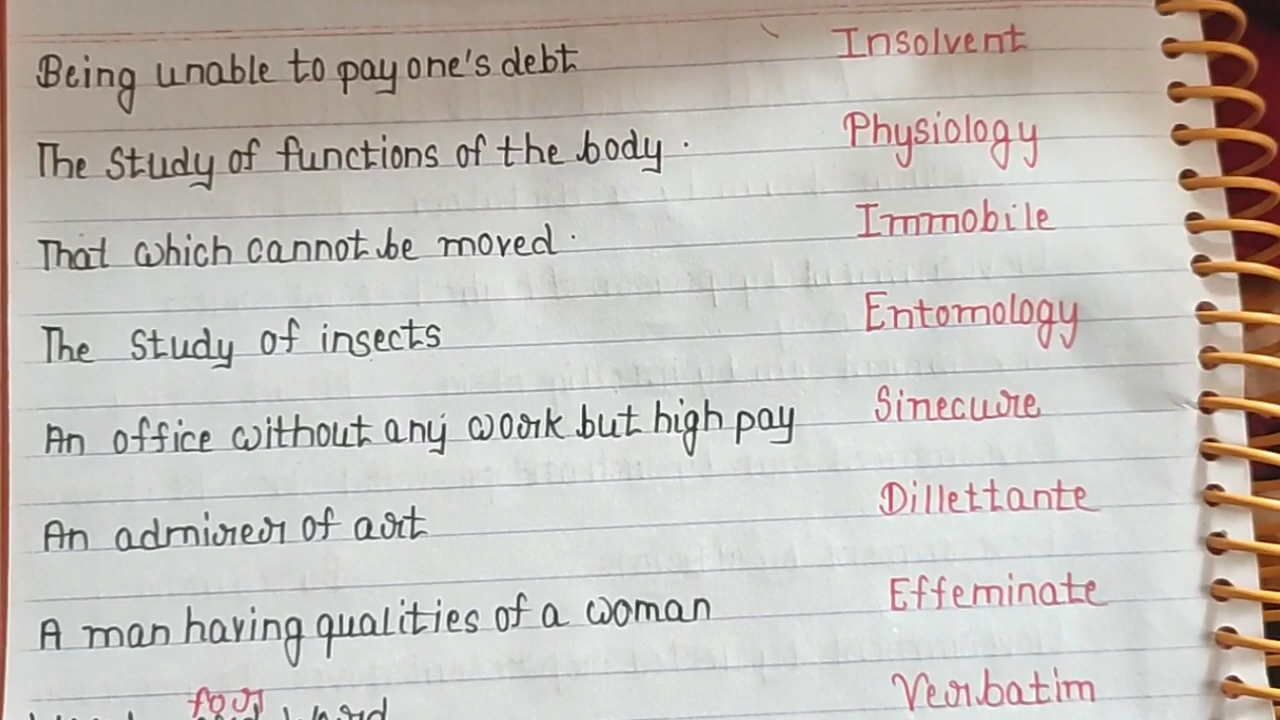 Being unable to pay one's debt Insolvent
The Study of functions of the body. Physiology
That which cannot be moved. Immobile
The Study of insects Entomology
An office without any work but high pay Sinecure
An admirer of art Dillettante
A man having qualities of a woman Effeminate
for word Verbatim